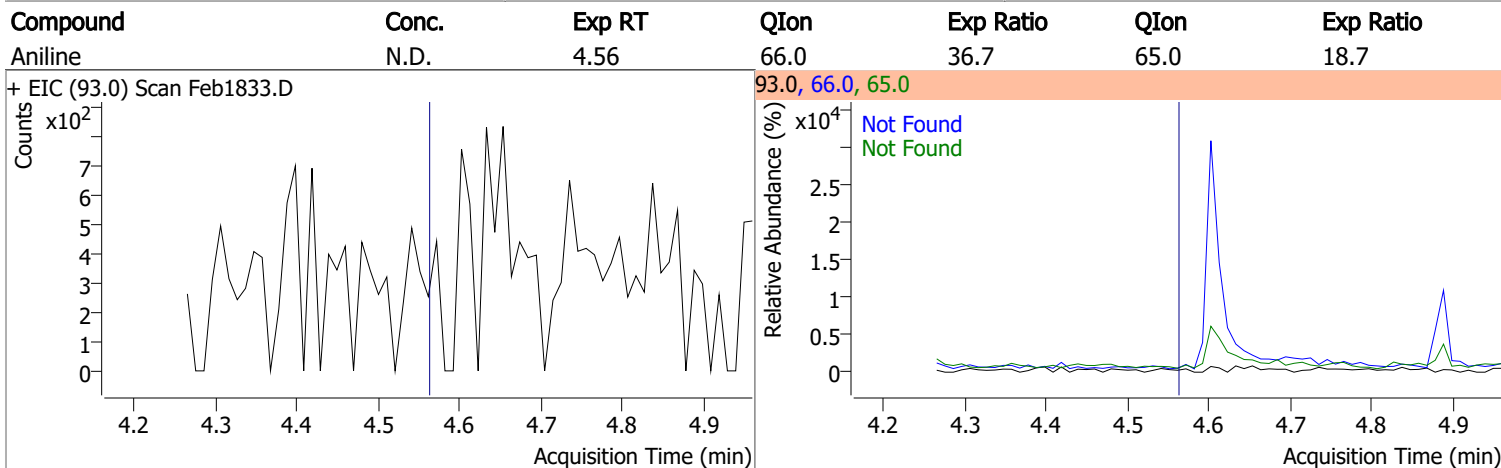 Compound Conc. Exp RT QIon Exp Ratio QIon Exp Ratio
Aniline N.D. 4.56 66.0 36.7 65.0 18.7
+ EIC (93.0) Scan Feb1833.D
Counts
x10²
7
6
5
4
3
2
1
0
4.2 4.3 4.4 4.5 4.6 4.7 4.8 4.9
Acquisition Time (min)
93.0, 66.0, 65.0
Relative Abundance (%)
x10⁴
Not Found
Not Found
2.5
2
1.5
1
0.5
0
4.2 4.3 4.4 4.5 4.6 4.7 4.8 4.9
Acquisition Time (min)